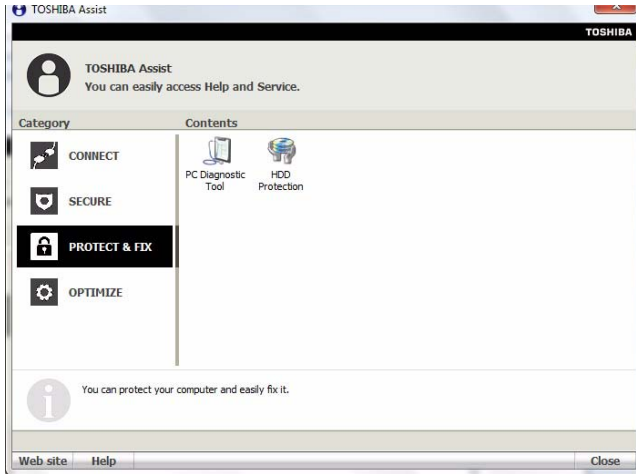 TOSHIBA Assist
TOSHIBA
TOSHIBA Assist
You can easily access Help and Service.
Category
Contents
CONNECT
SECURE
PROTECT & FIX
OPTIMIZE
PC Diagnostic
Tool
HDD
Protection
You can protect your computer and easily fix it.
Web site
Help
Close